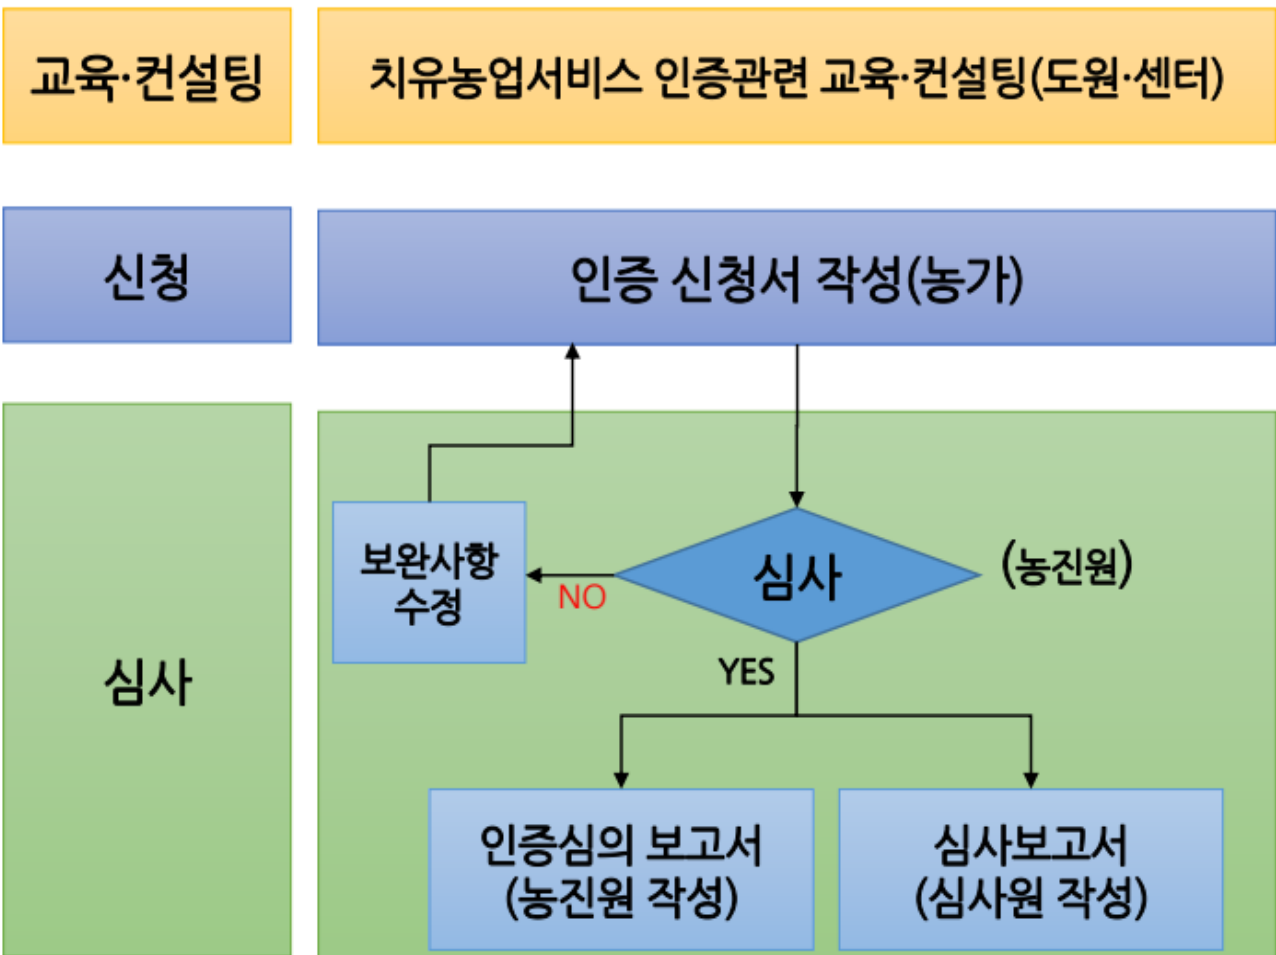 교육·컨설팅
치유농업서비스 인증관련 교육·컨설팅(도원·센터)
신청
인증 신청서 작성(농가)
심사
보완사항
수정
NO
심사
(농진원)
YES
인증심의 보고서
(농진원 작성)
심사보고서
(심사원 작성)